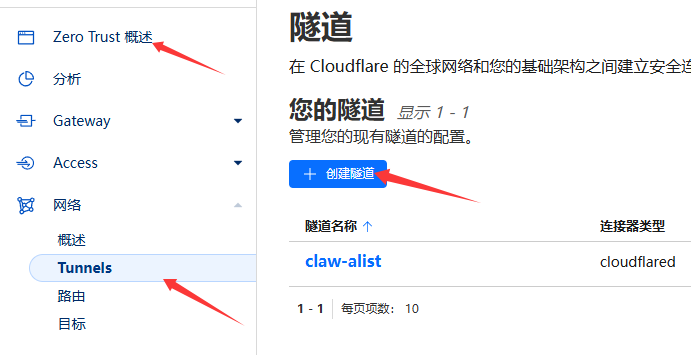 Zero Trust 概述
分析
Gateway
Access
网络
概述
Tunnels
路由
目标
隧道
在 Cloudflare 的全球网络和您的基础架构之间建立安全连
您的隧道 显示 1 - 1
管理您的现有隧道的配置。
创建隧道
隧道名称 连接器类型
claw-alist cloudflared
1 - 1 每页项数： 10